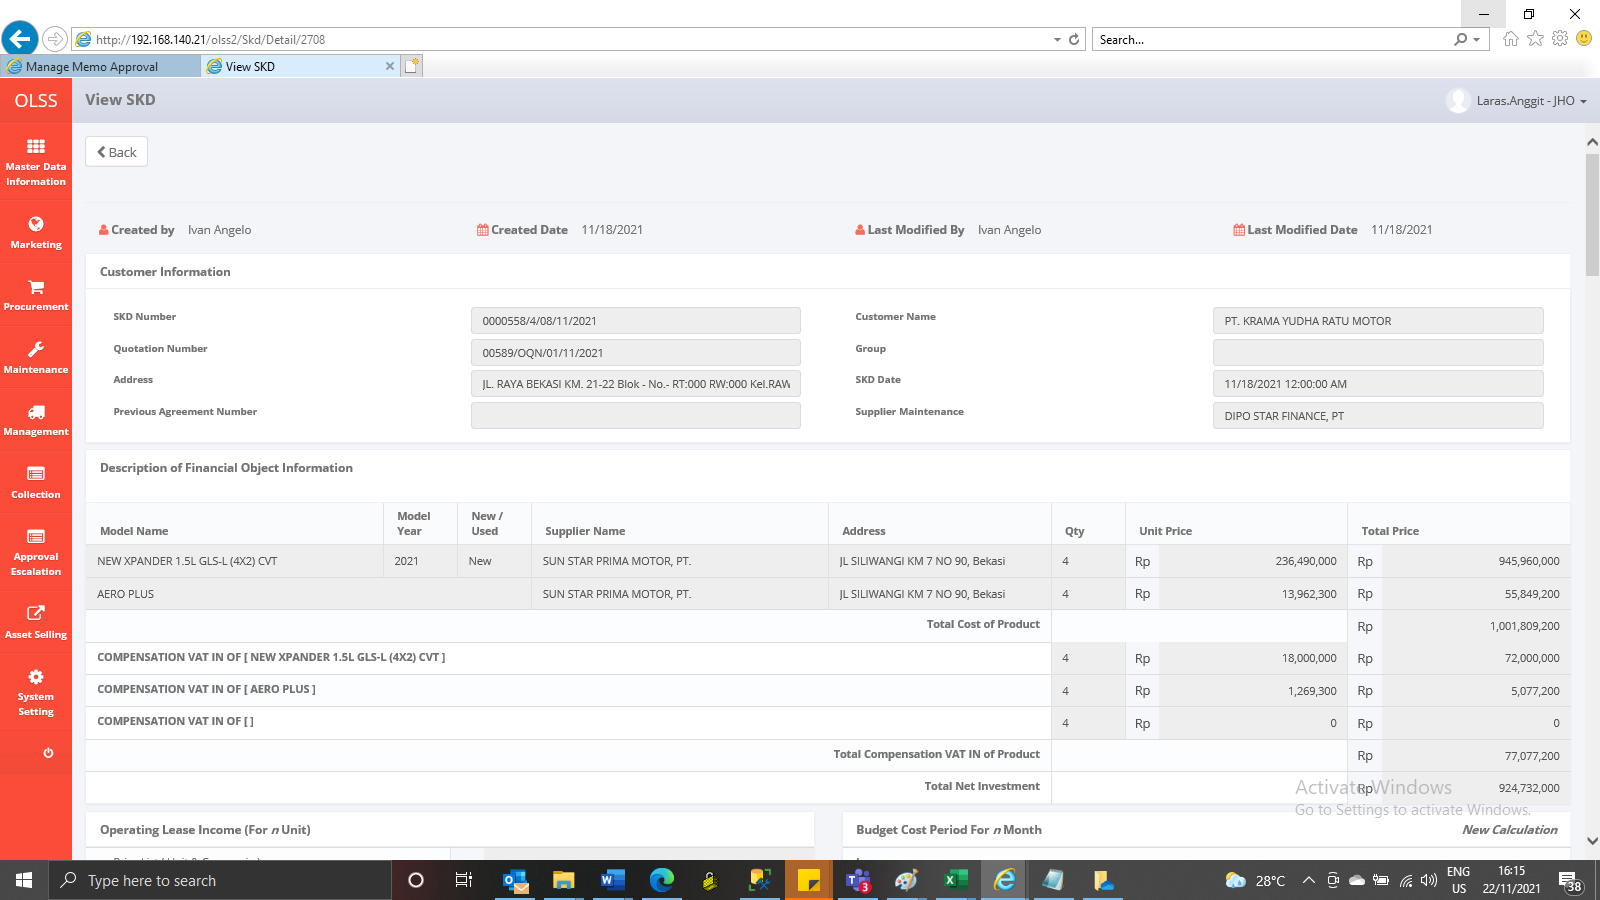 http://192.168.140.21/olss2/Skd/Detail/2708
Search...
Manage Memo Approval
View SKD
OLSS
View SKD
Laras.Anggit - JHO
Back
Master Data Information
Marketing
Procurement
Maintenance
Management
Collection
Approval Escalation
Asset Selling
System Setting
Created by Ivan Angelo
Created Date 11/18/2021
Last Modified By Ivan Angelo
Last Modified Date 11/18/2021
Customer Information
SKD Number 0000558/4/08/11/2021
Customer Name PT. KRAMA YUDHA RATU MOTOR
Quotation Number 00589/OQN/01/11/2021
Group
Address JL. RAYA BEKASI KM. 21-22 Blok - No.- RT:000 RW:000 Kel.RAW
SKD Date 11/18/2021 12:00:00 AM
Previous Agreement Number
Supplier Maintenance DIPO STAR FINANCE, PT
Description of Financial Object Information
Model Name Model Year New / Used Supplier Name Address Qty Unit Price Total Price
NEW XPANDER 1.5L GLS-L (4X2) CVT 2021 New SUN STAR PRIMA MOTOR, PT. JL SILIWANGI KM 7 NO 90, Bekasi 4 Rp 236,490,000 Rp 945,960,000
AERO PLUS SUN STAR PRIMA MOTOR, PT. JL SILIWANGI KM 7 NO 90, Bekasi 4 Rp 13,962,300 Rp 55,849,200
Total Cost of Product Rp 1,001,809,200
COMPENSATION VAT IN OF [ NEW XPANDER 1.5L GLS-L (4X2) CVT ] 4 Rp 18,000,000 Rp 72,000,000
COMPENSATION VAT IN OF [ AERO PLUS ] 4 Rp 1,269,300 Rp 5,077,200
COMPENSATION VAT IN OF [ ] 4 Rp 0 Rp 0
Total Compensation VAT IN of Product Rp 77,077,200
Total Net Investment Rp 924,732,000
Activate Windows
Go to Settings to activate Windows.
Operating Lease Income (For n Unit)
Budget Cost Period For n Month
New Calculation
Type here to search
3
28°C
ENG
US
16:15
22/11/2021
38